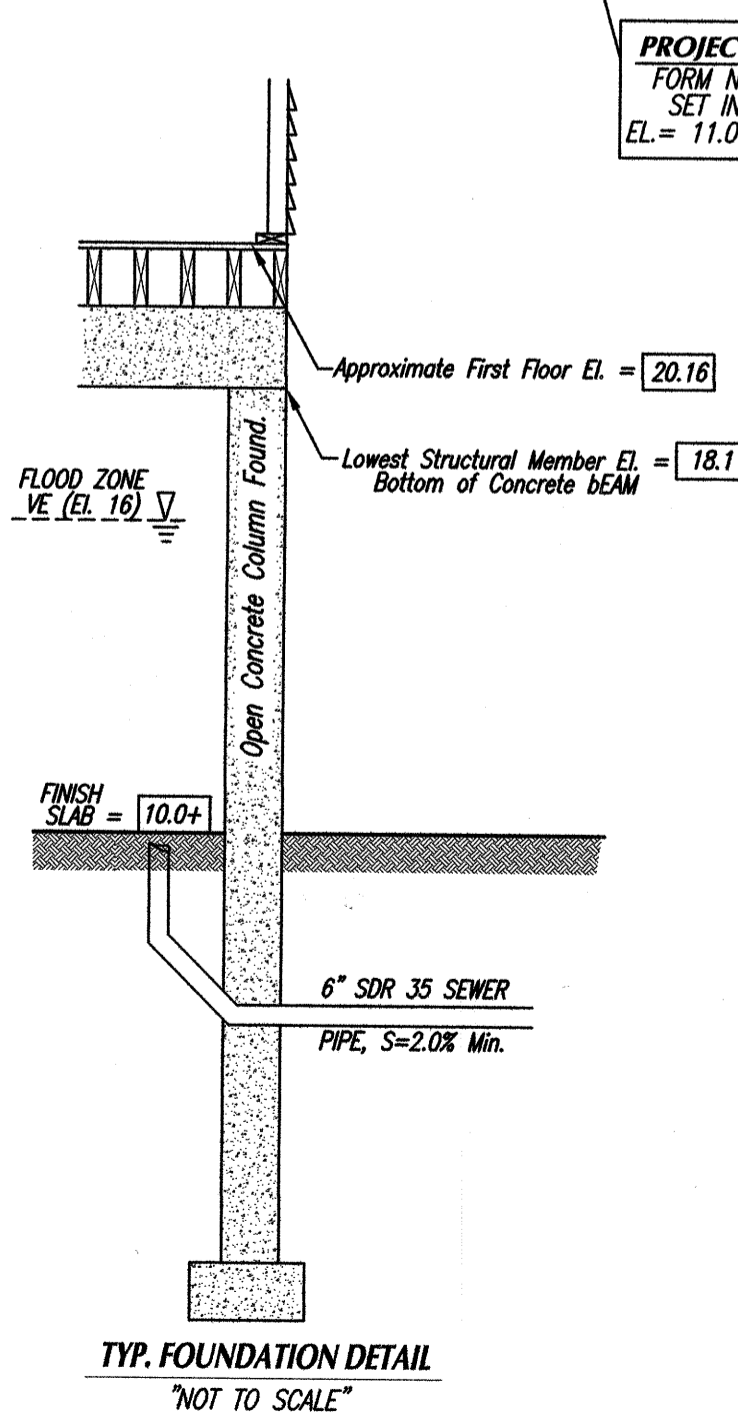 PROJEC
FORM N
SET IN
EL.= 11.0
Approximate First Floor El. = 20.16
Lowest Structural Member El. = 18.1
Bottom of Concrete bEAM
FLOOD ZONE
VE (El. 16)
Open Concrete Column Found.
FINISH
SLAB = 10.0+
6" SDR 35 SEWER
PIPE, S=2.0% Min.
TYP. FOUNDATION DETAIL
"NOT TO SCALE"